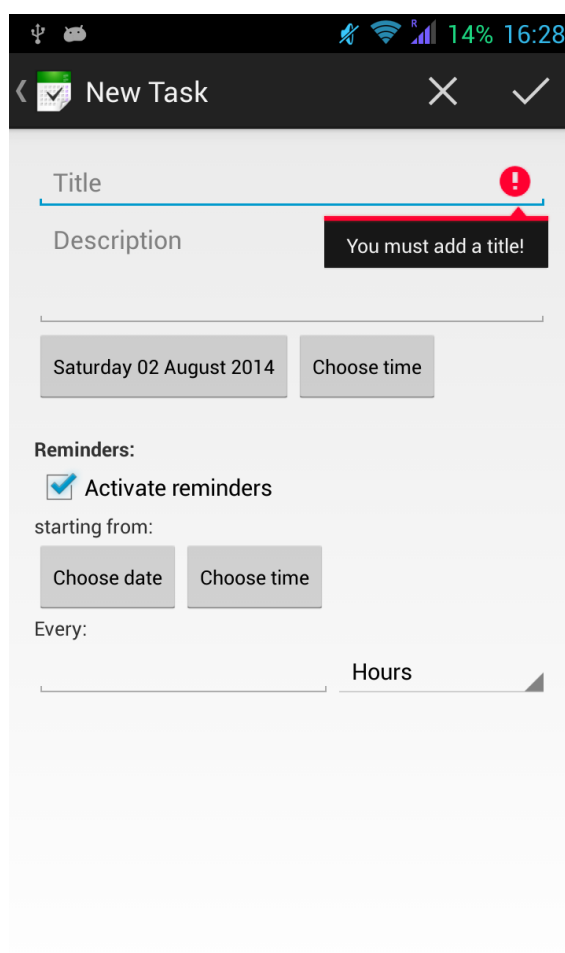 R 14% 16:28
New Task
Title
Description
You must add a title!
Saturday 02 August 2014 Choose time
Reminders:
Activate reminders
starting from:
Choose date Choose time
Every:
Hours